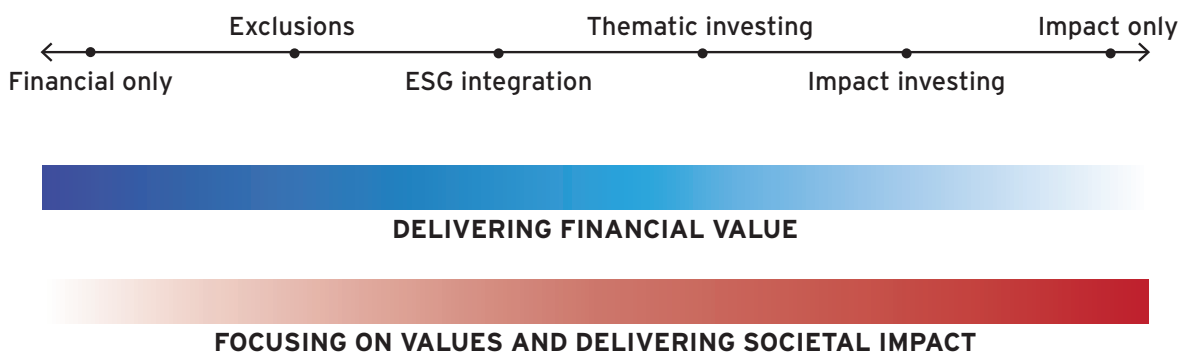 Exclusions Thematic investing Impact only
Financial only ESG integration Impact investing
DELIVERING FINANCIAL VALUE
FOCUSING ON VALUES AND DELIVERING SOCIETAL IMPACT